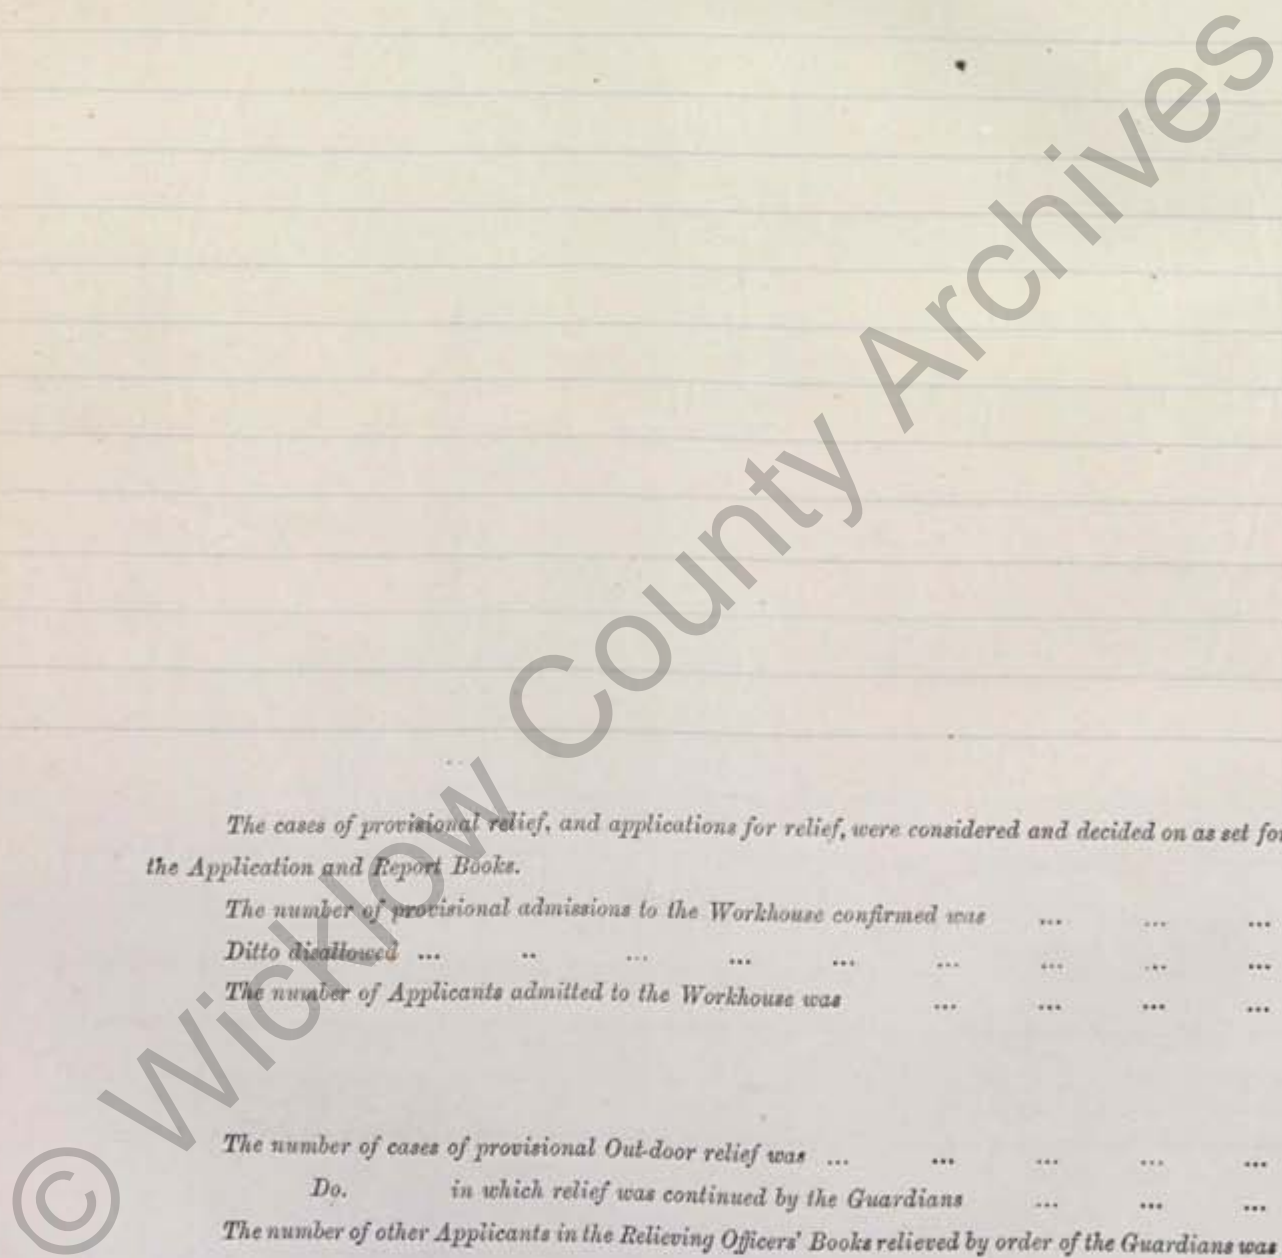 The cases of provisional relief, and applications for relief, were considered and decided on as set for
the Application and Report Books.
The number of provisional admissions to the Workhouse confirmed was ... ... ...
Ditto disallowed ... .. ... ... ... ... ... ... ...
The number of Applicants admitted to the Workhouse was ... ... ... ...
The number of cases of provisional Out-door relief was ... ... ... ... ...
Do. in which relief was continued by the Guardians ... ... ...
The number of other Applicants in the Relieving Officers' Books relieved by order of the Guardians was
© Wicklow County Archives